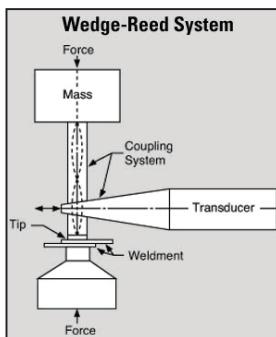 Wedge-Reed System
Force
Mass
Coupling
System
Transducer
Tip
Weldment
Force